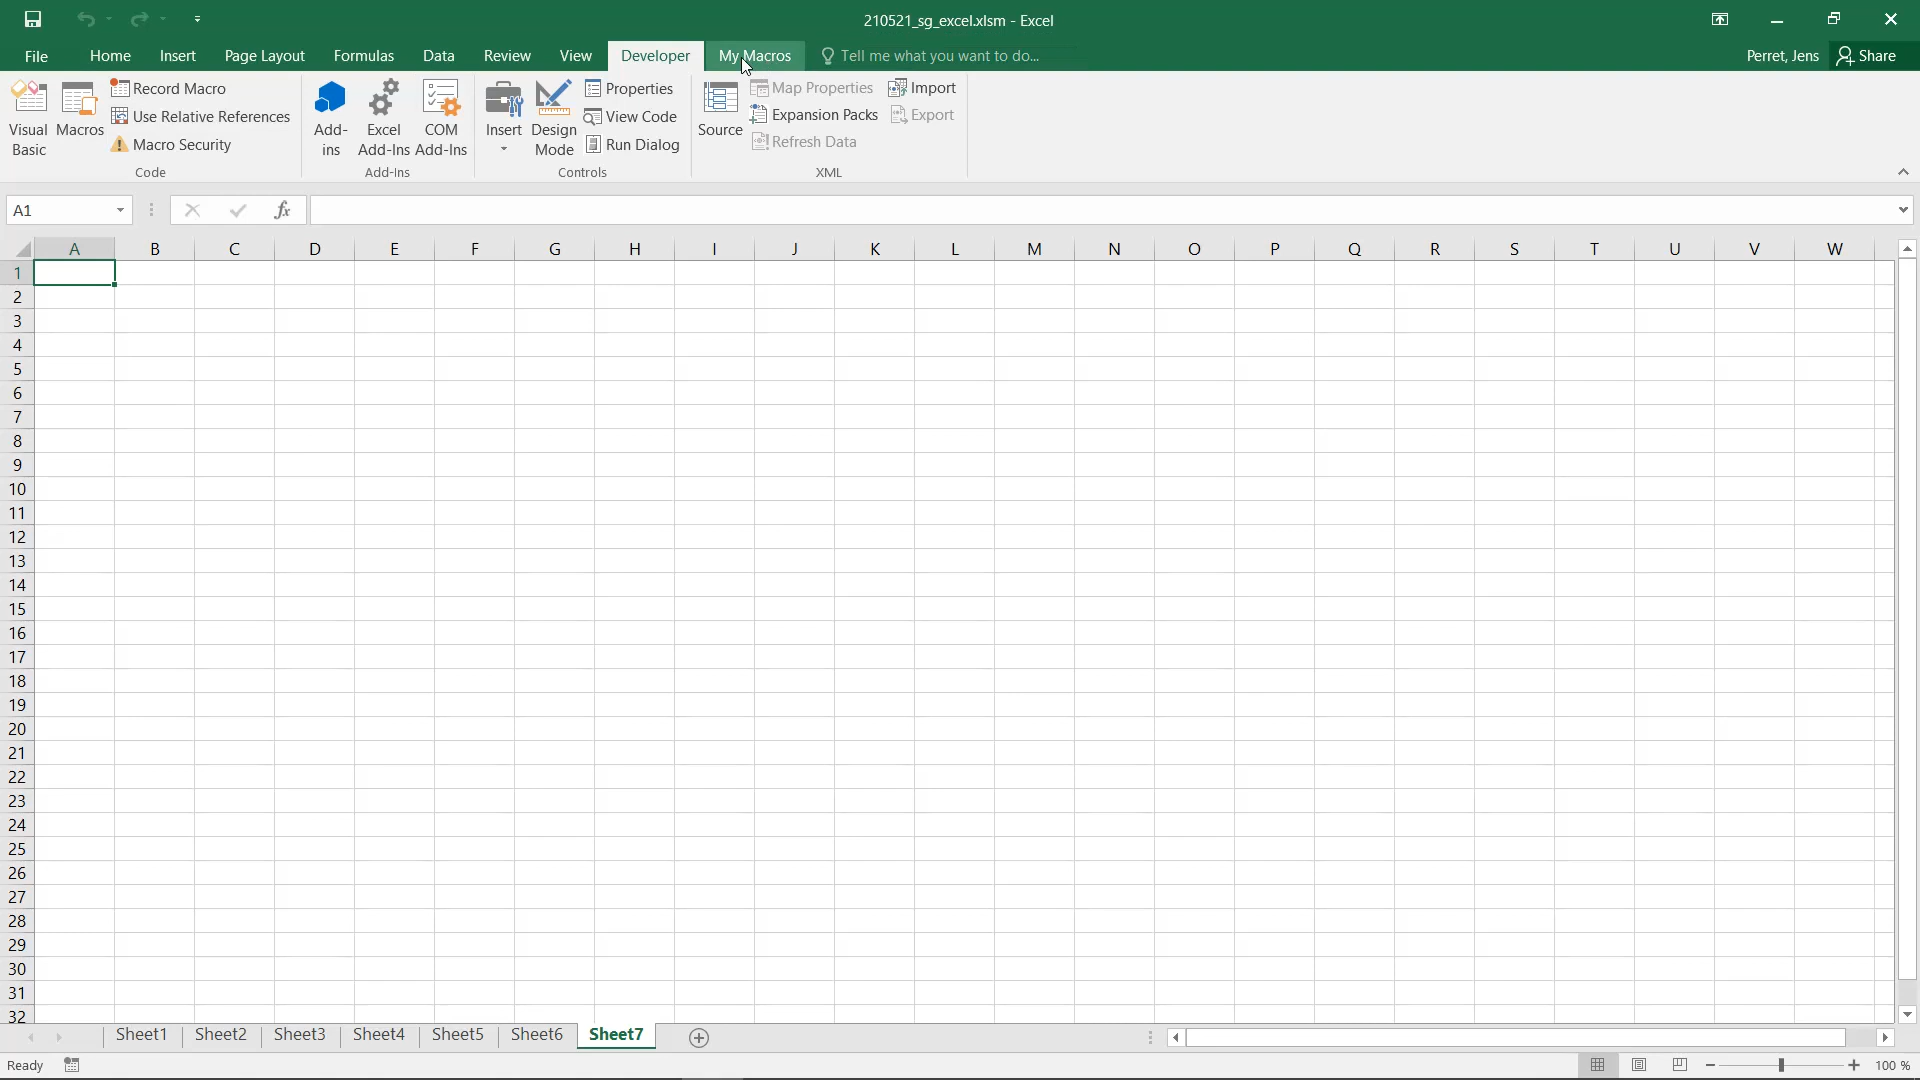 210521_sg_excel.xlsm - Excel
File Home Insert Page Layout Formulas Data Review View Developer My Macros Tell me what you want to do... Perret, Jens Share
Visual Basic
Macros
Record Macro
Use Relative References
Macro Security
Code
Add-ins
Excel Add-Ins
COM Add-Ins
Add-Ins
Insert
Design Mode
Properties
View Code
Run Dialog
Controls
Source
Map Properties
Expansion Packs
Refresh Data
Import
Export
XML
A1
fx
A B C D E F G H I J K L M N O P Q R S T U V W
1
2
3
4
5
6
7
8
9
10
11
12
13
14
15
16
17
18
19
20
21
22
23
24
25
26
27
28
29
30
31
32
Sheet1 Sheet2 Sheet3 Sheet4 Sheet5 Sheet6 Sheet7
Ready
100 %